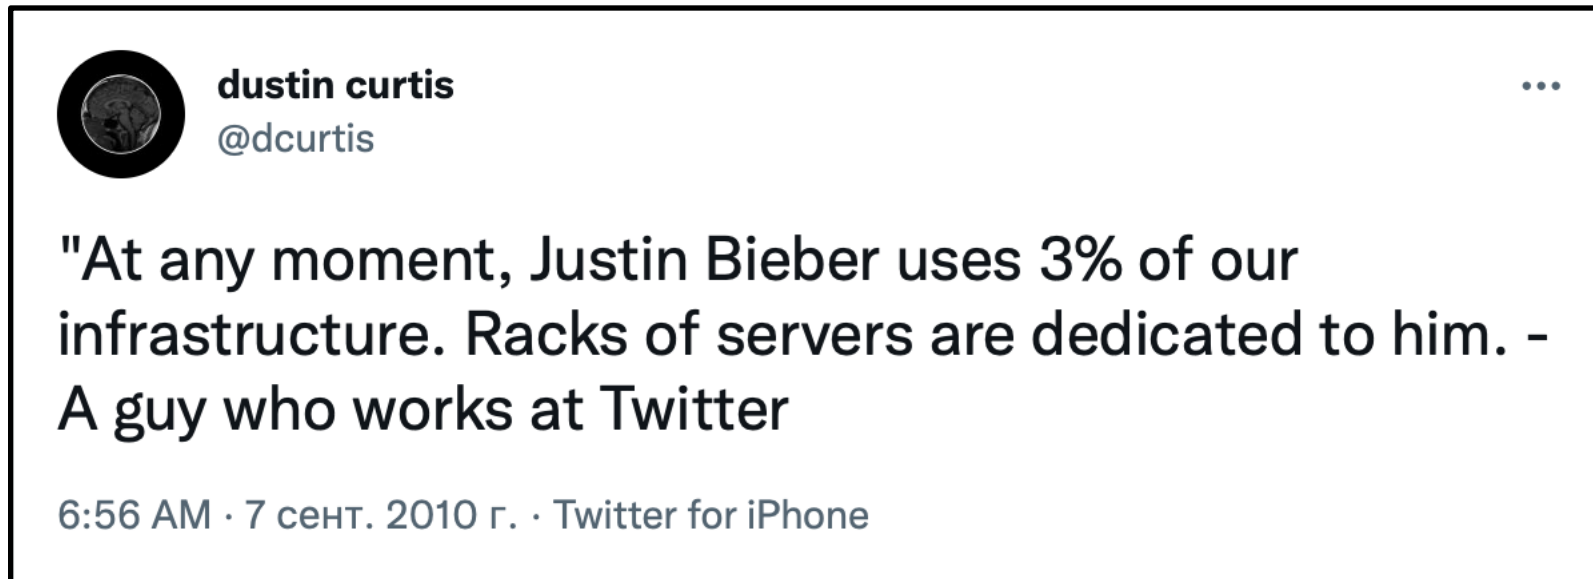 dustin curtis
@dcurtis
"At any moment, Justin Bieber uses 3% of our
infrastructure. Racks of servers are dedicated to him. -
A guy who works at Twitter
6:56 AM · 7 сент. 2010 г. · Twitter for iPhone